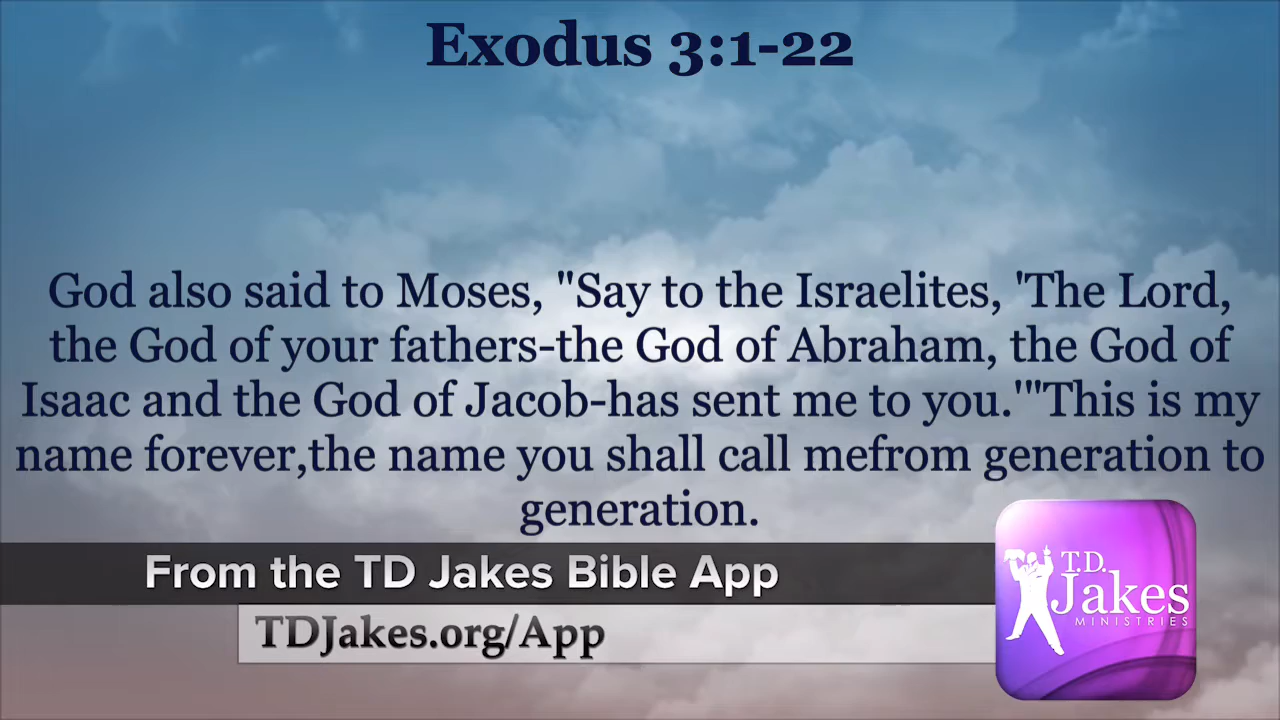 Exodus 3:1-22
God also said to Moses, "Say to the Israelites, 'The Lord,
the God of your fathers-the God of Abraham, the God of
Isaac and the God of Jacob-has sent me to you.'"This is my
name forever,the name you shall call mefrom generation to
generation.
From the TD Jakes Bible App
TDJakes.org/App
T.D.
Jakes
MINISTRIES